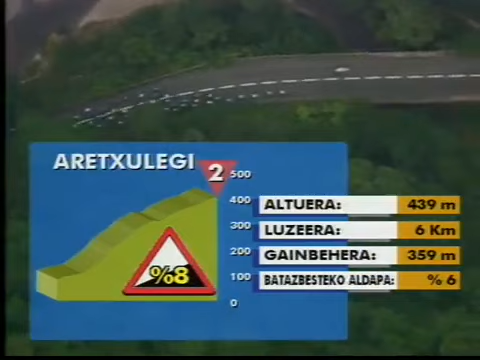 ARETXULEGI
2
500
400
300
200
100
0
%8
ALTUERA: 439 m
LUZEERA: 6 Km
GAINBEHERA: 359 m
BATAZBESTEKO ALDAPA: % 6